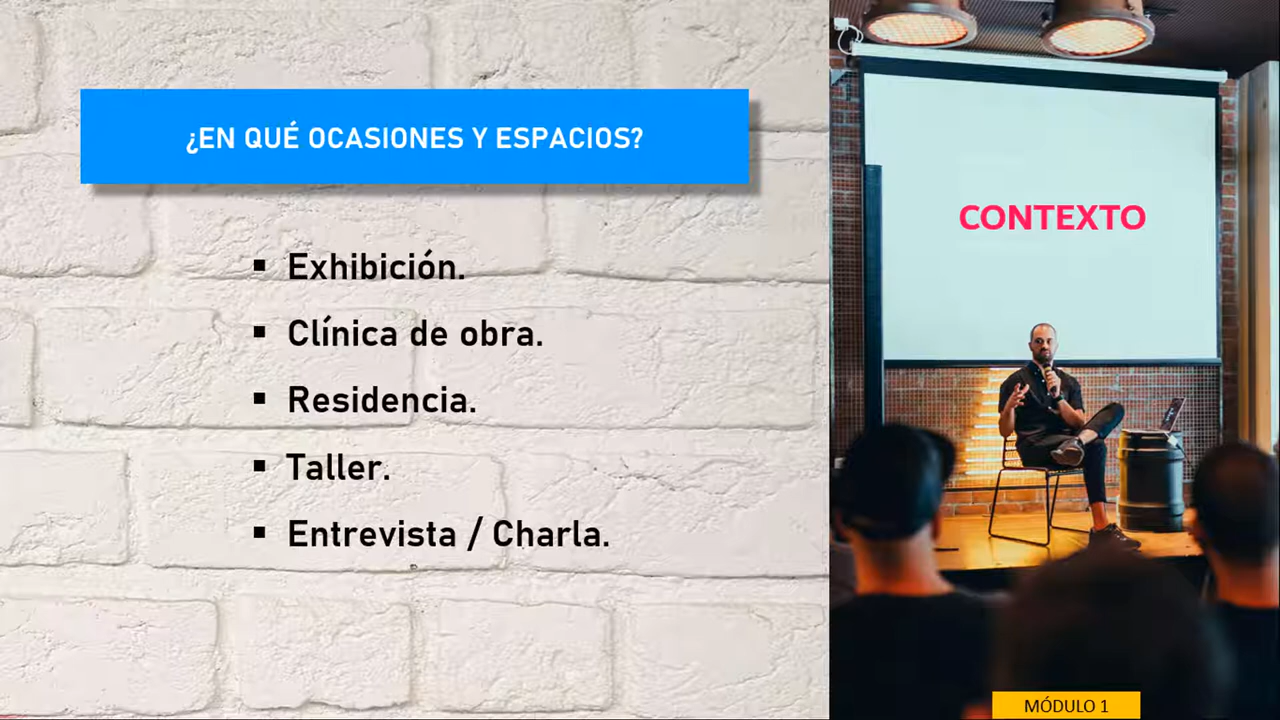 ¿EN QUÉ OCASIONES Y ESPACIOS?
Exhibición.
Clínica de obra.
Residencia.
Taller.
Entrevista / Charla.
CONTEXTO
MÓDULO 1